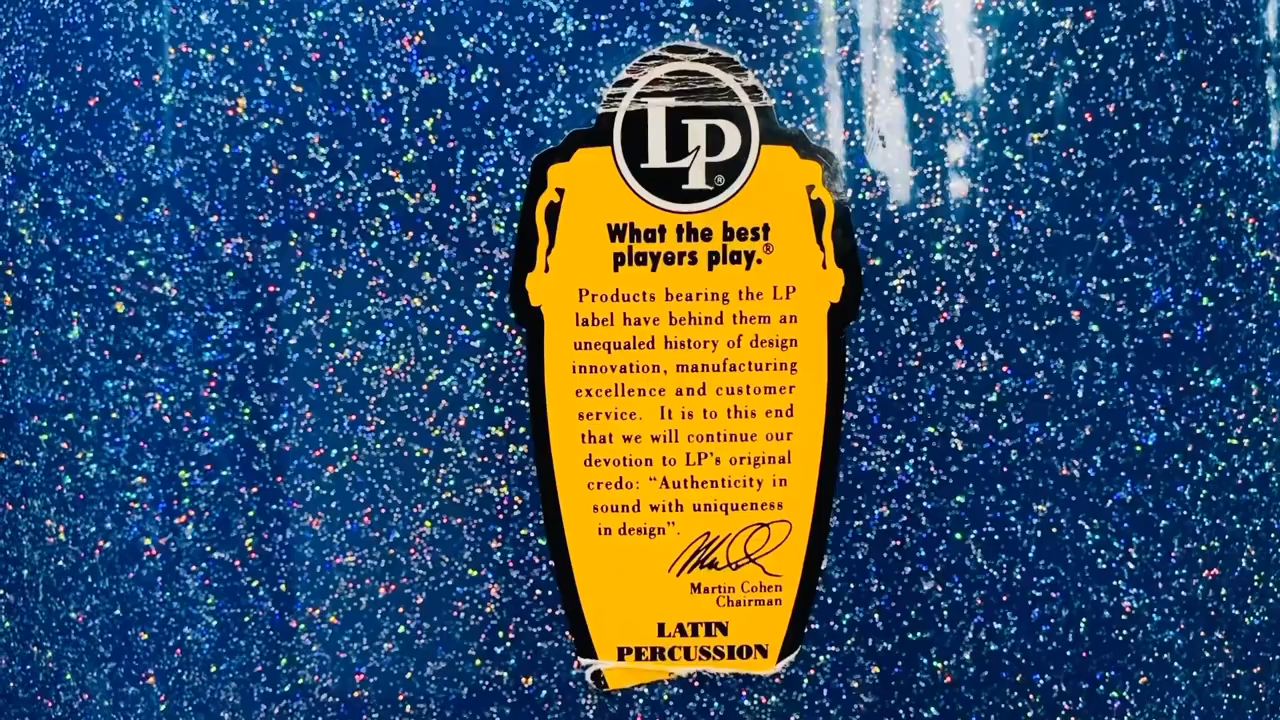 LP®
What the best
players play.®
Products bearing the LP
label have behind them an
unequaled history of design
innovation, manufacturing
excellence and customer
service. It is to this end
that we will continue our
devotion to LP's original
credo: “Authenticity in
sound with uniqueness
in design”.
Martin Cohen
Chairman
LATIN
PERCUSSION